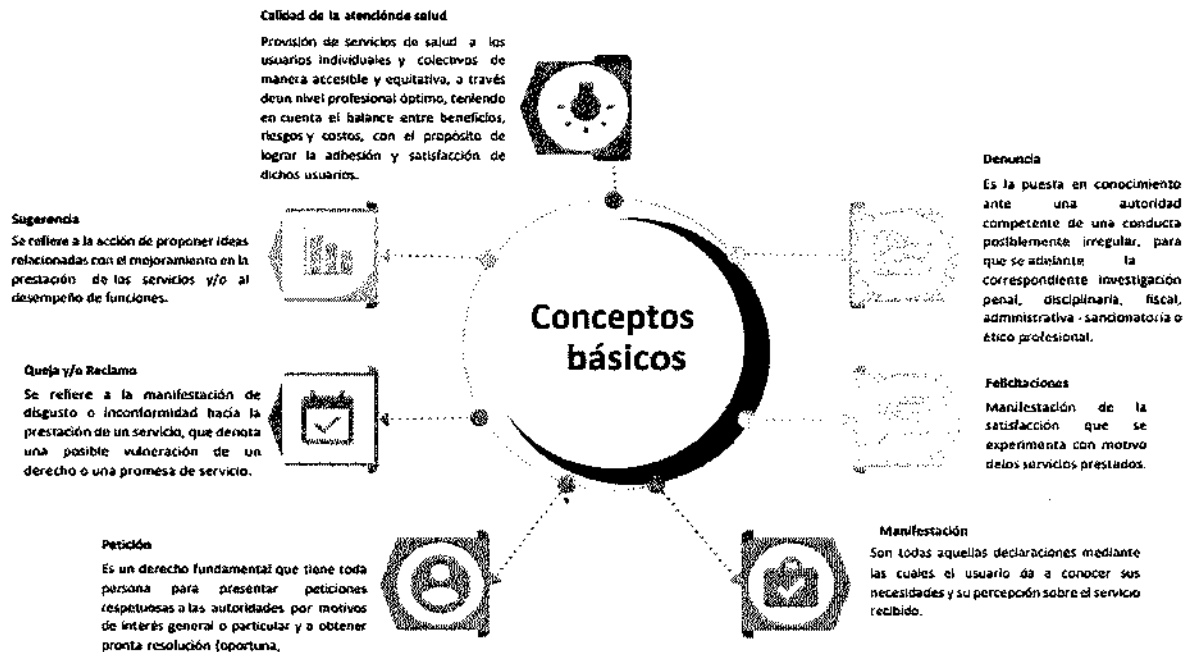 Calidad de la atenciónde salud
Provisión de servicios de salud a los
usuarios individuales y colectivos de
manera accesible y equitativa, a través
deun nivel profesional óptimo, teniendo
en cuenta el balance entre beneficios,
riesgos y costos, con el propósito de
lograr la adhesión y satisfacción de
dichos usuarios.
Denuncia
Es la puesta en conocimiento
ante una autoridad
competente de una conducta
posiblemente irregular, para
que se adelante la
correspondiente investigación
penal, disciplinaria, fiscal,
administrativa - sancionatoria o
ético profesional.
Sugerencia
Se refiere a la acción de proponer ideas
relacionadas con el mejoramiento en la
prestación de los servicios y/o al
desempeño de funciones.
Conceptos
básicos
Queja y/o Reclamo
Se refiere a la manifestación de
disgusto o inconformidad hacia la
prestación de un servicio, que denota
una posible vulneración de un
derecho o una promesa de servicio.
Felicitaciones
Manifestación de la
satisfacción que se
experimenta con motivo
delos servicios prestados.
Petición
Es un derecho fundamental que tiene toda
persona para presentar peticiones
respetuosas a las autoridades por motivos
de interés general o particular y a obtener
pronta resolución (oportuna,
Manifestación
Son todas aquellas declaraciones mediante
las cuales el usuario da a conocer sus
necesidades y su percepción sobre el servicio
recibido.